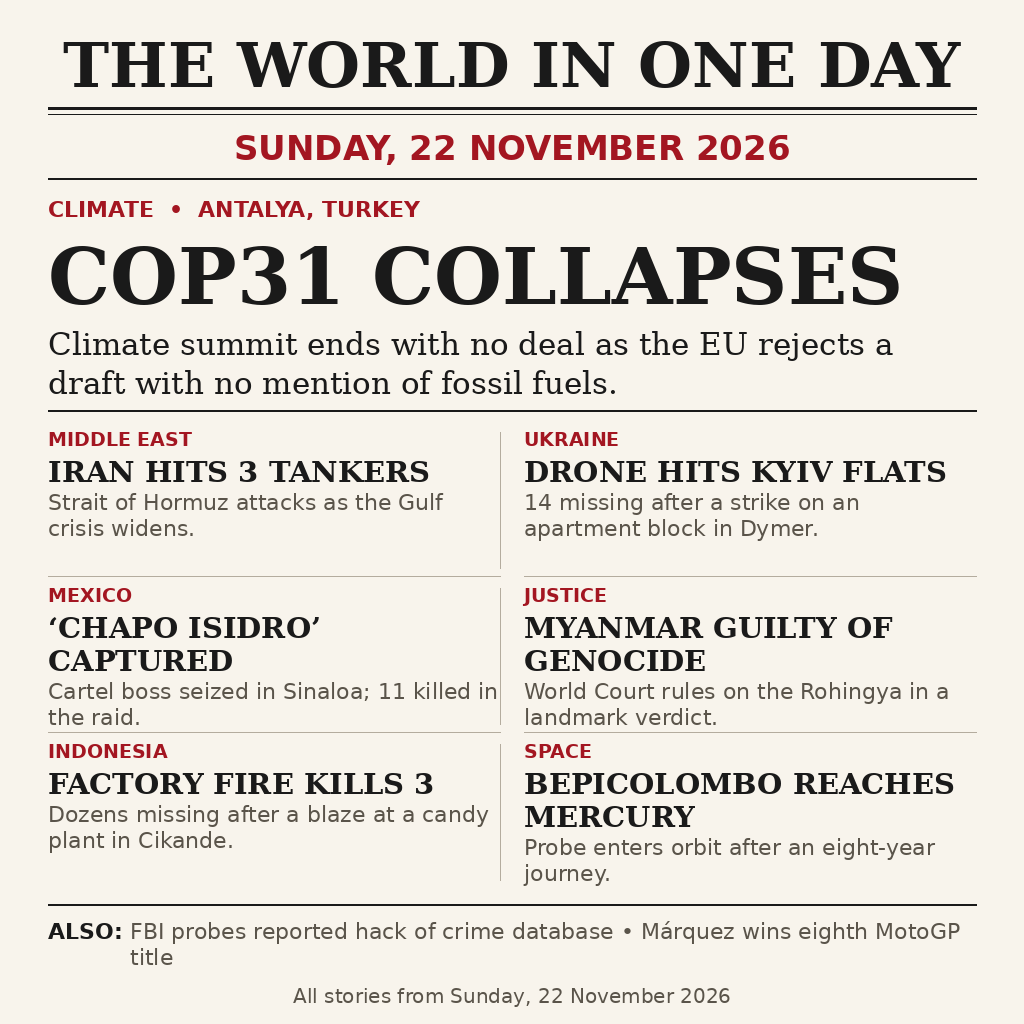 THE WORLD IN ONE DAY
SUNDAY, 22 NOVEMBER 2026
CLIMATE • ANTALYA, TURKEY
COP31 COLLAPSES
Climate summit ends with no deal as the EU rejects a
draft with no mention of fossil fuels.
MIDDLE EAST
IRAN HITS 3 TANKERS
Strait of Hormuz attacks as the Gulf
crisis widens.
UKRAINE
DRONE HITS KYIV FLATS
14 missing after a strike on an
apartment block in Dymer.
MEXICO
‘CHAPO ISIDRO’
CAPTURED
Cartel boss seized in Sinaloa; 11 killed in
the raid.
JUSTICE
MYANMAR GUILTY OF
GENOCIDE
World Court rules on the Rohingya in a
landmark verdict.
INDONESIA
FACTORY FIRE KILLS 3
Dozens missing after a blaze at a candy
plant in Cikande.
SPACE
BEPICOLOMBO REACHES
MERCURY
Probe enters orbit after an eight-year
journey.
ALSO: FBI probes reported hack of crime database • Márquez wins eighth MotoGP
title
All stories from Sunday, 22 November 2026